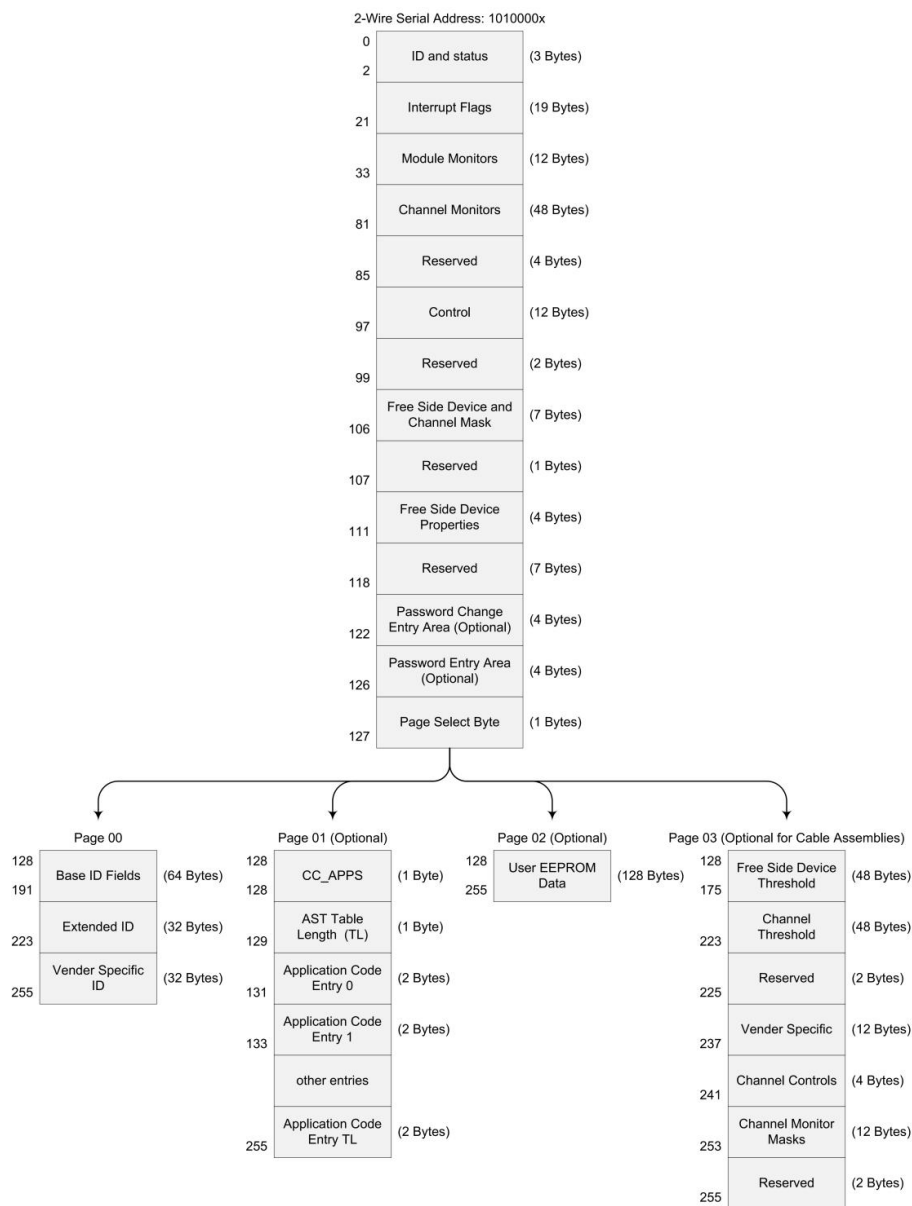 2-Wire Serial Address: 1010000x
0
ID and status
(3 Bytes)
2
Interrupt Flags
(19 Bytes)
21
Module Monitors
(12 Bytes)
33
Channel Monitors
(48 Bytes)
81
Reserved
(4 Bytes)
85
Control
(12 Bytes)
97
Reserved
(2 Bytes)
99
Free Side Device and
Channel Mask
(7 Bytes)
106
Reserved
(1 Bytes)
107
Free Side Device
Properties
(4 Bytes)
111
Reserved
(7 Bytes)
118
Password Change
Entry Area (Optional)
(4 Bytes)
122
Password Entry Area
(Optional)
(4 Bytes)
126
Page Select Byte
(1 Bytes)
127
Page 00
128
Base ID Fields
(64 Bytes)
191
Extended ID
(32 Bytes)
223
Vender Specific
ID
(32 Bytes)
255
Page 01 (Optional)
128
CC_APPS
(1 Byte)
128
AST Table
Length (TL)
(1 Byte)
129
Application Code
Entry 0
(2 Bytes)
131
Application Code
Entry 1
(2 Bytes)
133
other entries
Application Code
Entry TL
(2 Bytes)
255
Page 02 (Optional)
128
User EEPROM
Data
(128 Bytes)
255
Page 03 (Optional for Cable Assemblies)
128
Free Side Device
Threshold
(48 Bytes)
175
Channel
Threshold
(48 Bytes)
223
Reserved
(2 Bytes)
225
Vender Specific
(12 Bytes)
237
Channel Controls
(4 Bytes)
241
Channel Monitor
Masks
(12 Bytes)
253
Reserved
(2 Bytes)
255